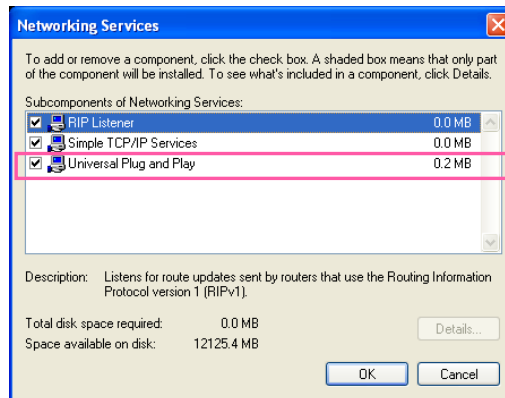 Networking Services
To add or remove a component, click the check box. A shaded box means that only part
of the component will be installed. To see what's included in a component, click Details.
Subcomponents of Networking Services:
RIP Listener 0.0 MB
Simple TCP/IP Services 0.0 MB
Universal Plug and Play 0.2 MB
Description: Listens for route updates sent by routers that use the Routing Information
Protocol version 1 (RIPv1).
Total disk space required: 0.0 MB
Details...
Space available on disk: 12125.4 MB
OK Cancel